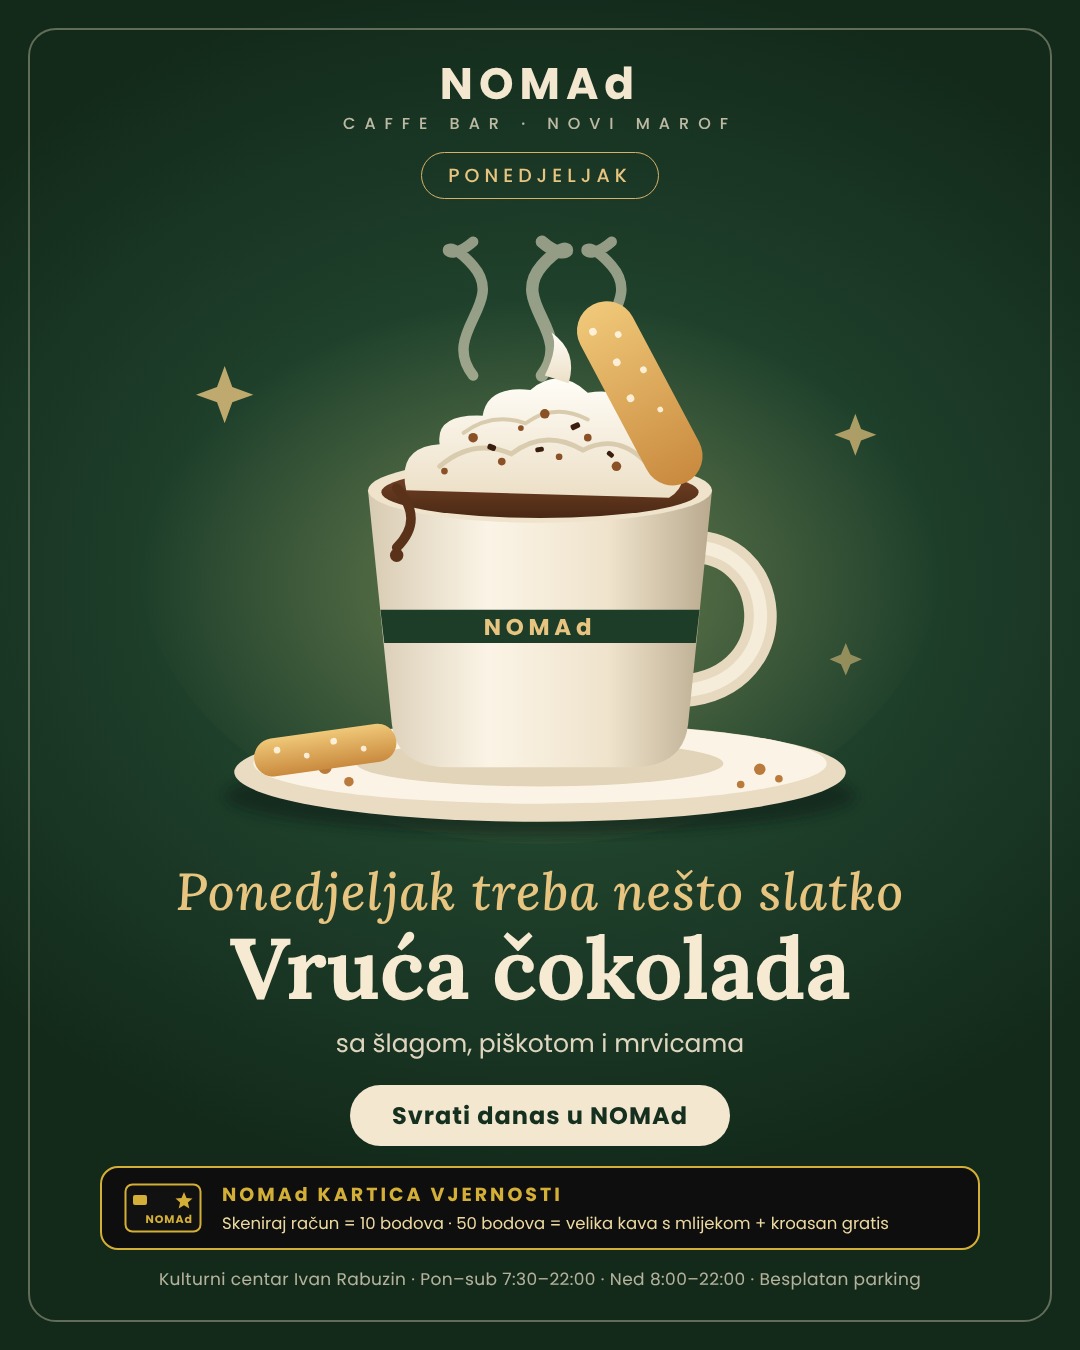 NOMAd
CAFFE BAR · NOVI MAROF
PONEDJELJAK
NOMAd
Ponedjeljak treba nešto slatko
Vruća čokolada
sa šlagom, piškotom i mrvicama
Svrati danas u NOMAd
NOMAd
NOMAd KARTICA VJERNOSTI
Skeniraj račun = 10 bodova · 50 bodova = velika kava s mlijekom + kroasan gratis
Kulturni centar Ivan Rabuzin · Pon–sub 7:30–22:00 · Ned 8:00–22:00 · Besplatan parking